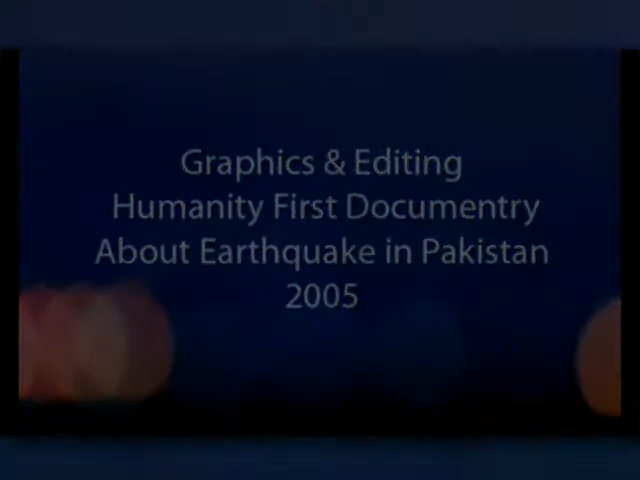 Graphics & Editing
Humanity First Documentry
About Earthquake in Pakistan
2005